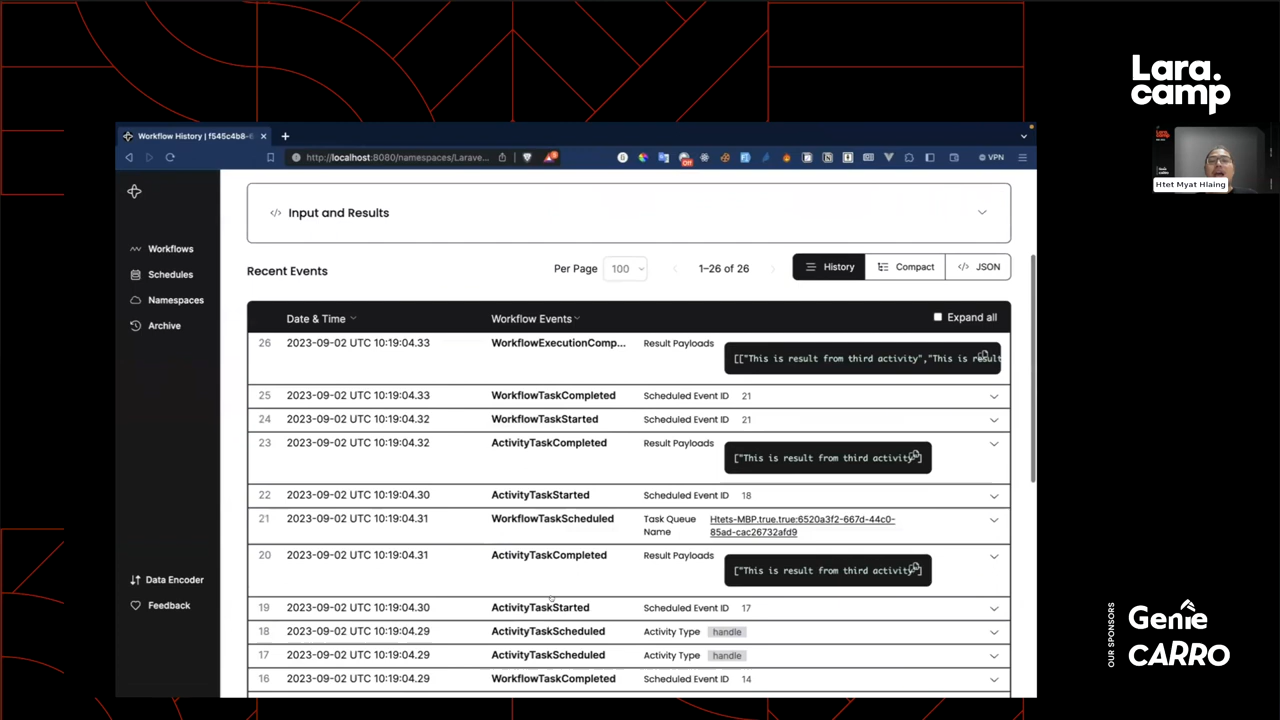 Lara.
camp
Htet Myat Hlaing
Workflow History | f545c4b8-
http://localhost:8080/namespaces/Larave...
Off
VPN
Workflows
Schedules
Namespaces
Archive
Data Encoder
Feedback
Input and Results
Recent Events
Per Page 100 1–26 of 26 History Compact JSON
Date & Time Workflow Events Expand all
26 2023-09-02 UTC 10:19:04.33 WorkflowExecutionComp... Result Payloads [["This is result from third activity","This is result
25 2023-09-02 UTC 10:19:04.33 WorkflowTaskCompleted Scheduled Event ID 21
24 2023-09-02 UTC 10:19:04.32 WorkflowTaskStarted Scheduled Event ID 21
23 2023-09-02 UTC 10:19:04.32 ActivityTaskCompleted Result Payloads ["This is result from third activity"]
22 2023-09-02 UTC 10:19:04.30 ActivityTaskStarted Scheduled Event ID 18
21 2023-09-02 UTC 10:19:04.31 WorkflowTaskScheduled Task Queue Name Htets-MBP.true.true:6520a3f2-667d-44c0-
85ad-cac26732afd9
20 2023-09-02 UTC 10:19:04.31 ActivityTaskCompleted Result Payloads ["This is result from third activity"]
19 2023-09-02 UTC 10:19:04.30 ActivityTaskStarted Scheduled Event ID 17
18 2023-09-02 UTC 10:19:04.29 ActivityTaskScheduled Activity Type handle
17 2023-09-02 UTC 10:19:04.29 ActivityTaskScheduled Activity Type handle
16 2023-09-02 UTC 10:19:04.29 WorkflowTaskCompleted Scheduled Event ID 14
OUR SPONSORS
Genie
CARRO